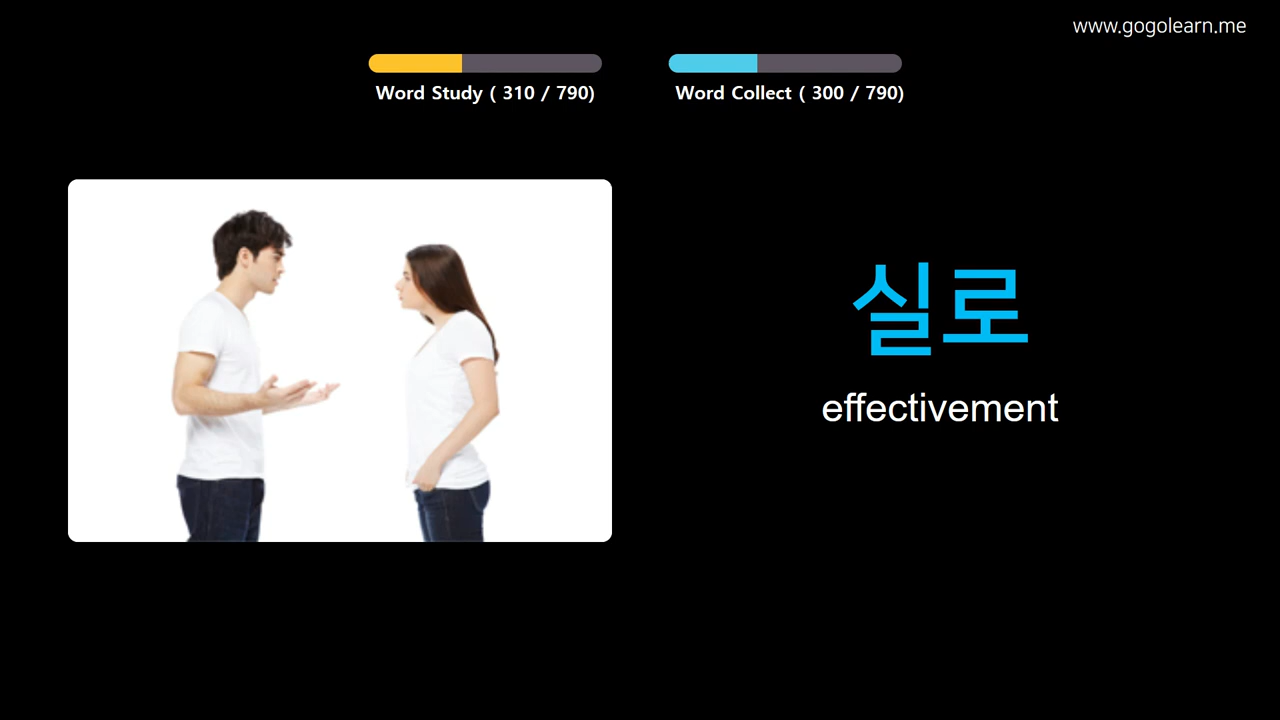 www.gogolearn.me
Word Study ( 310 / 790)
Word Collect ( 300 / 790)
실로
effectivement